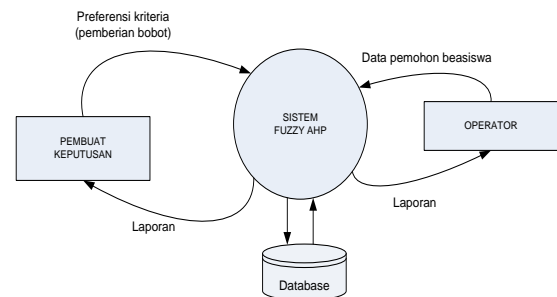 Preferensi kriteria
(pemberian bobot)
Data pemohon beasiswa
SISTEM
FUZZY AHP
PEMBUAT
KEPUTUSAN
OPERATOR
Laporan
Laporan
Database